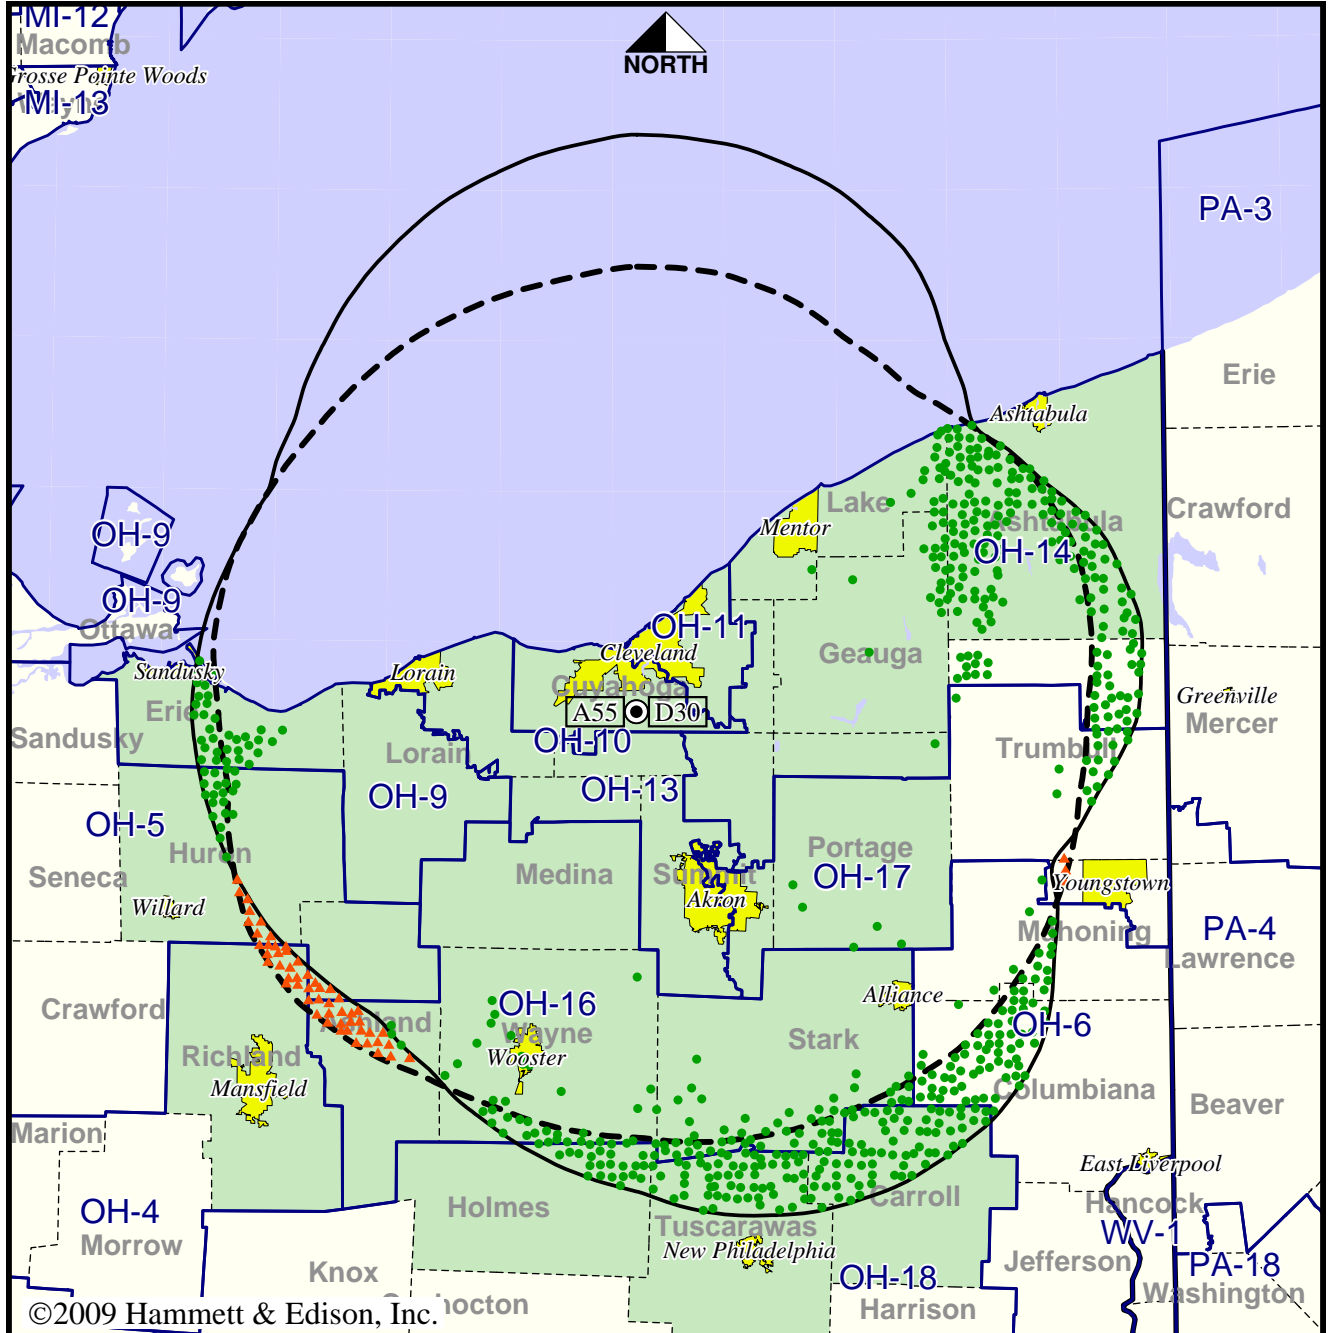 MI-12
Macomb
Grosse Pointe Woods
Wayne
MI-13
NORTH
PA-3
Erie
Ashtabula
Crawford
Lake
Mentor
Ashtabula
OH-14
OH-9
OH-9
Ottawa
OH-11
Cleveland
Geauga
Sandusky
Lorain
Cuyahoga
Greenville
Erie
A55
D30
Mercer
Sandusky
OH-10
Lorain
Trumbull
OH-13
OH-9
OH-5
Portage
Huron
Medina
Summit
OH-17
Seneca
Youngstown
Willard
Akron
Mahoning
PA-4
Lawrence
Alliance
Crawford
OH-16
Ashland
Wayne
Stark
OH-6
Richland
Wooster
Mansfield
Columbiana
Beaver
Marion
East Liverpool
Carroll
Hancock
Holmes
OH-4
Tuscarawas
WV-1
Morrow
New Philadelphia
Jefferson
PA-18
Knox
OH-18
Washington
Coshocton
Harrison
©2009 Hammett & Edison, Inc.